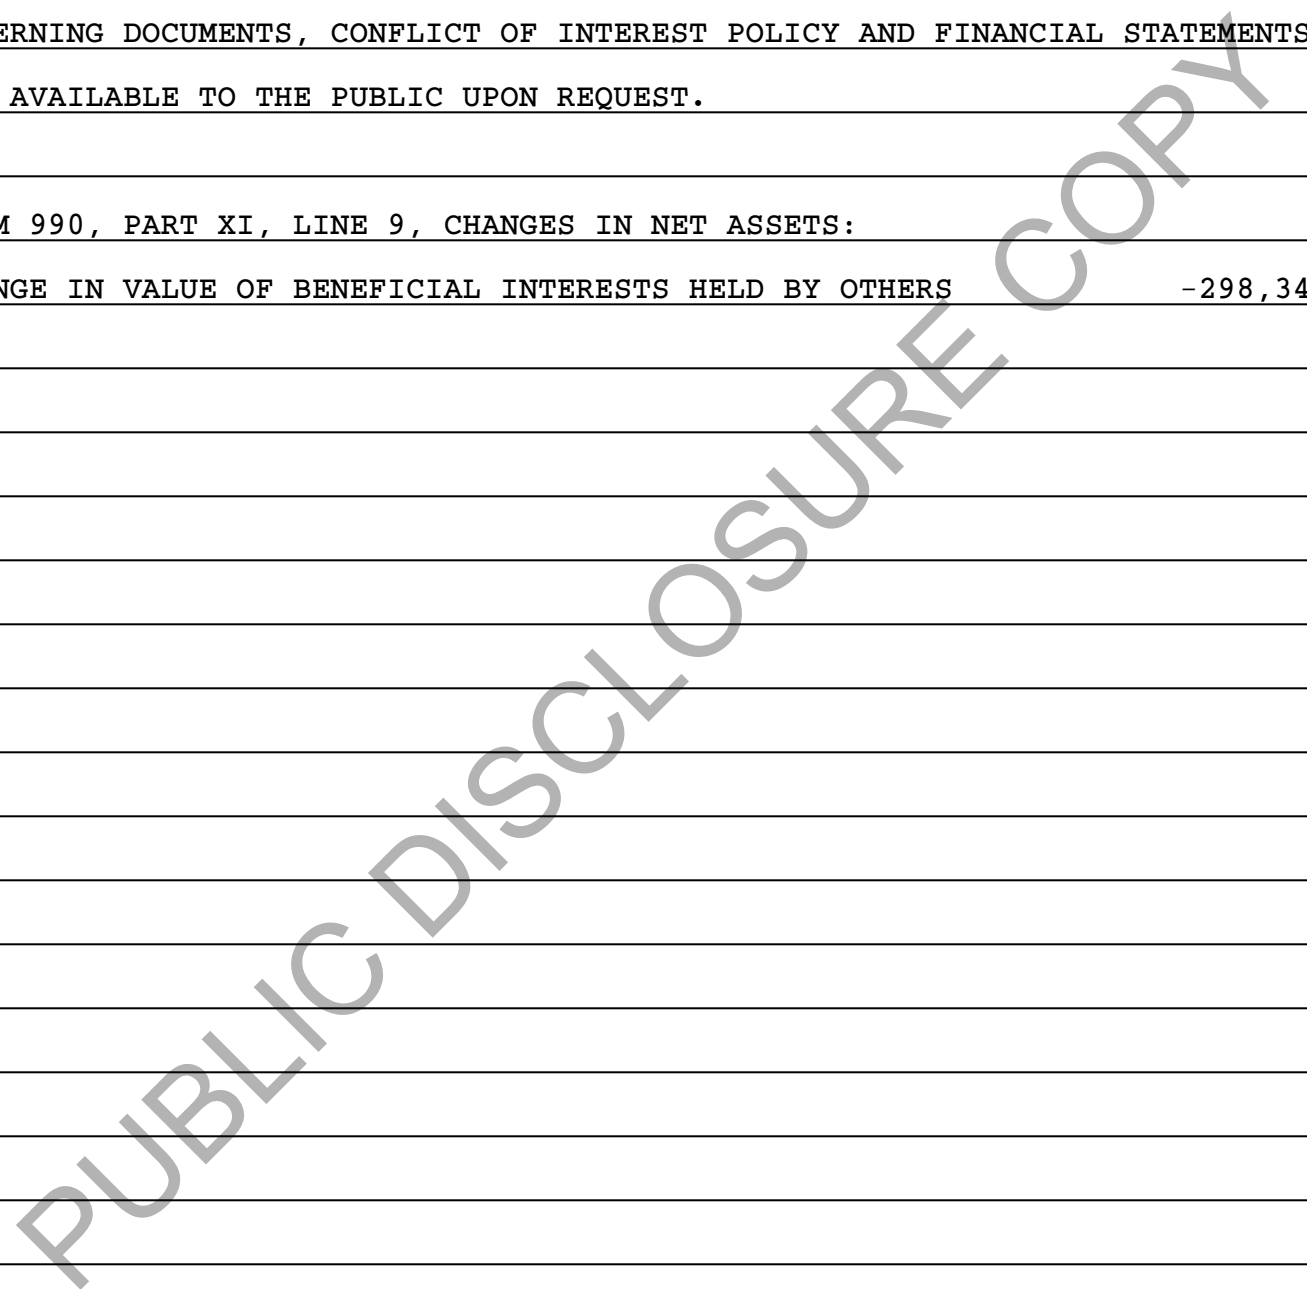 ERNING DOCUMENTS, CONFLICT OF INTEREST POLICY AND FINANCIAL STATEMENTS
AVAILABLE TO THE PUBLIC UPON REQUEST.
M 990, PART XI, LINE 9, CHANGES IN NET ASSETS:
NGE IN VALUE OF BENEFICIAL INTERESTS HELD BY OTHERS -298,34
PUBLIC DISCLOSURE COPY